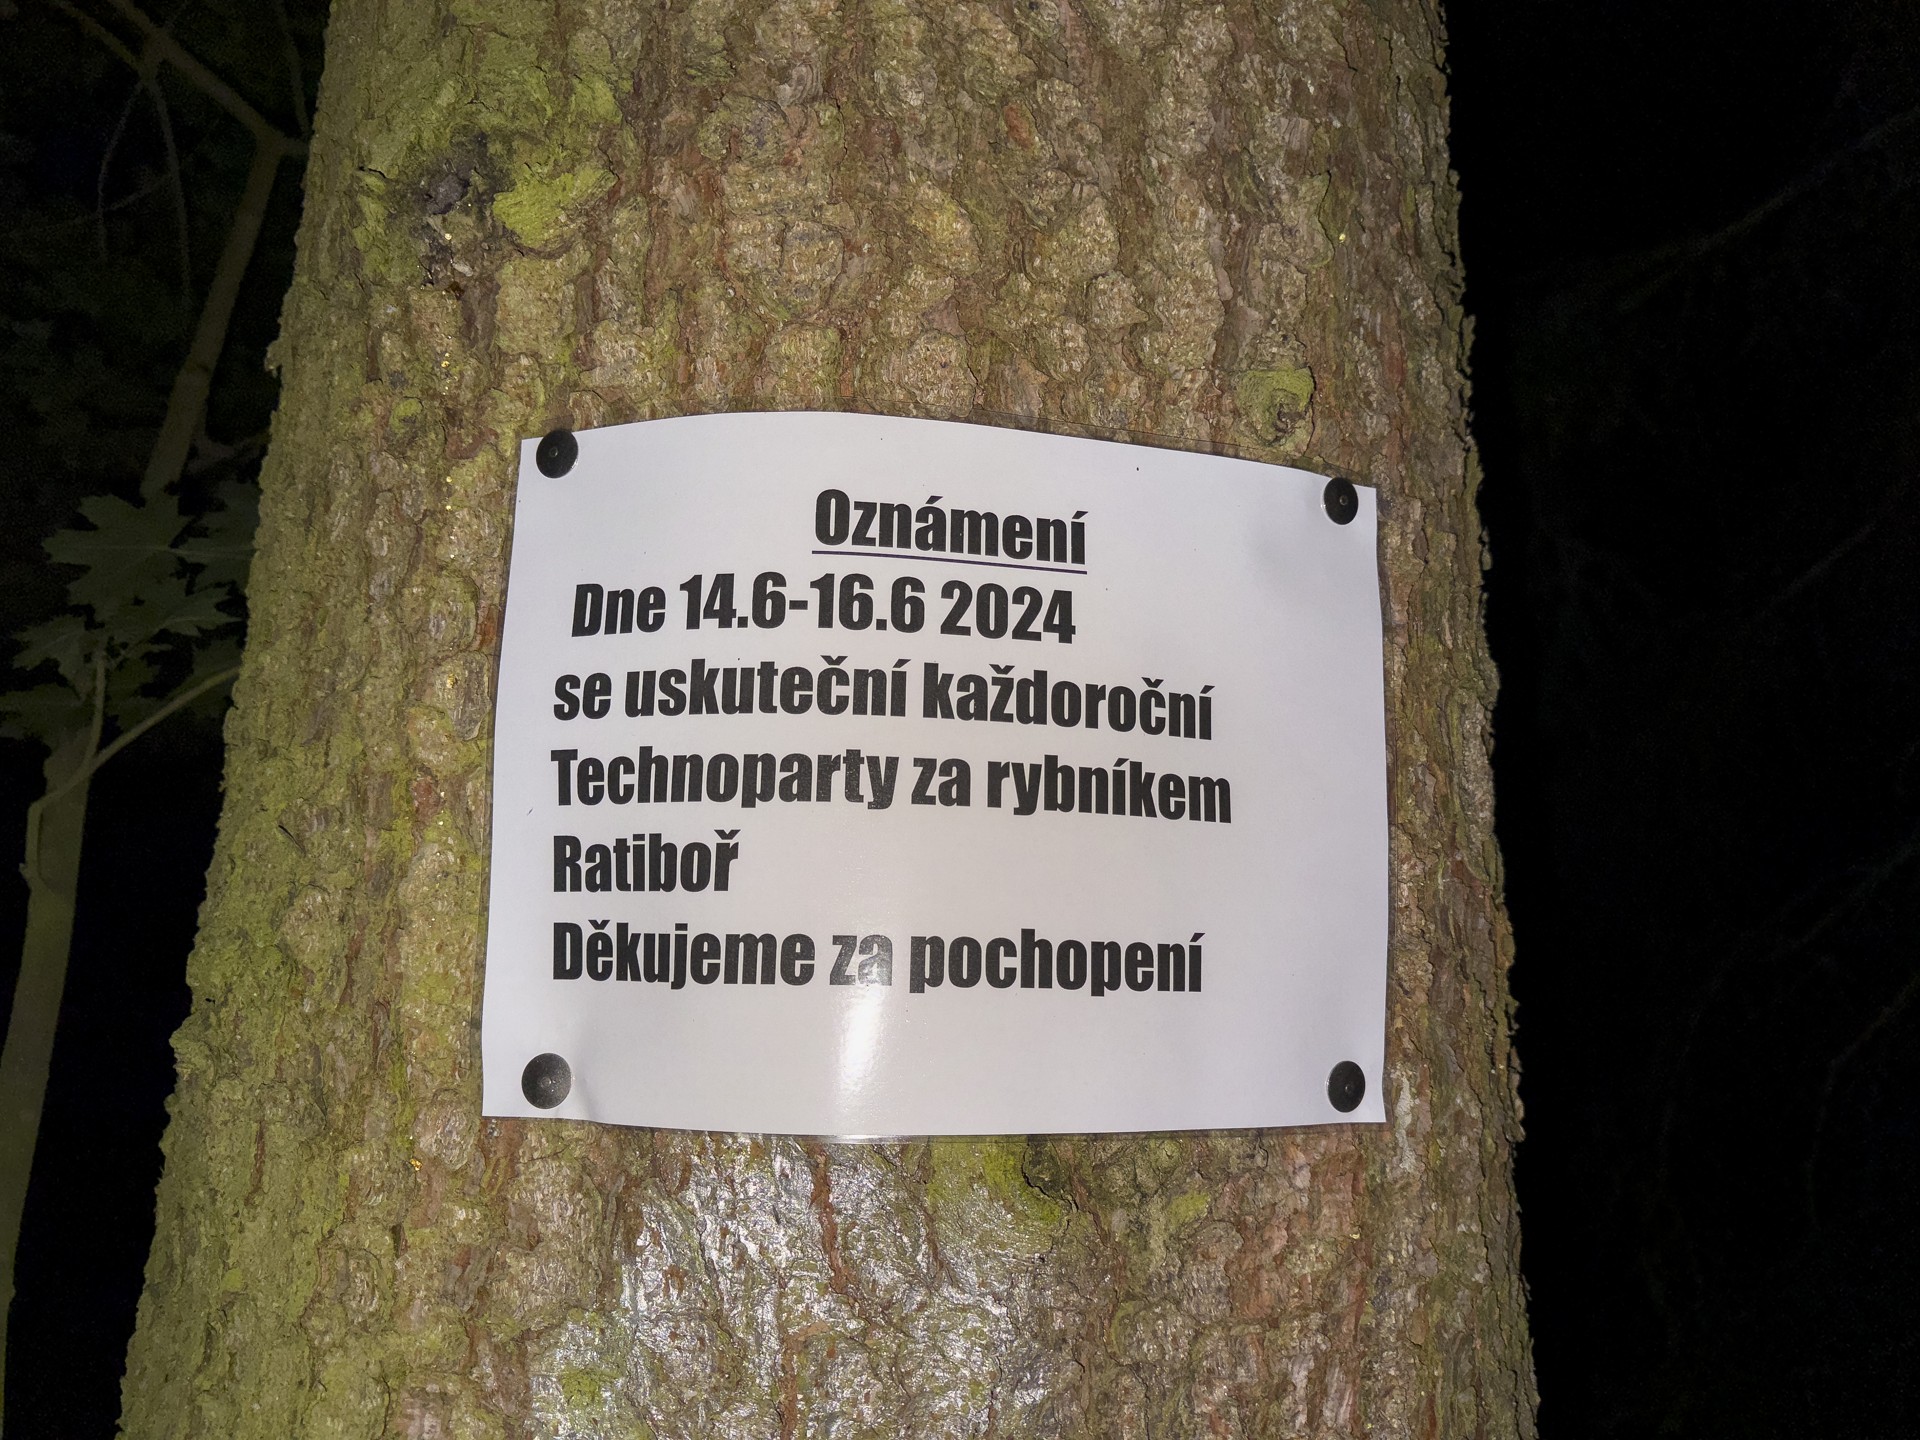 Oznámení
Dne 14.6-16.6 2024
se uskuteční každoroční
Technoparty za rybníkem
Ratiboř
Děkujeme za pochopení